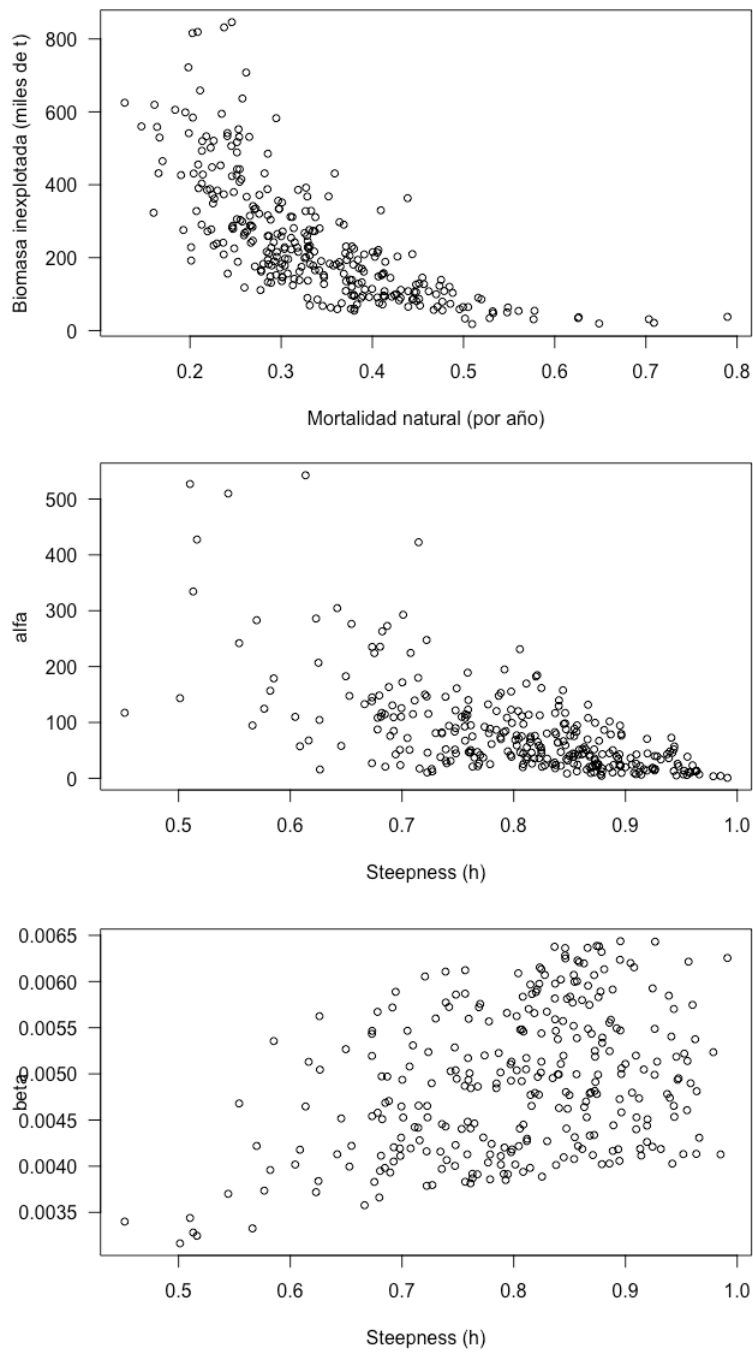 Biomasa inexplotada (miles de t)
800
600
400
200
0
0.2 0.3 0.4 0.5 0.6 0.7 0.8
Mortalidad natural (por año)
alfa
500
400
300
200
100
0
0.5 0.6 0.7 0.8 0.9 1.0
Steepness (h)
beta
0.0065
0.0060
0.0055
0.0050
0.0045
0.0040
0.0035
0.5 0.6 0.7 0.8 0.9 1.0
Steepness (h)